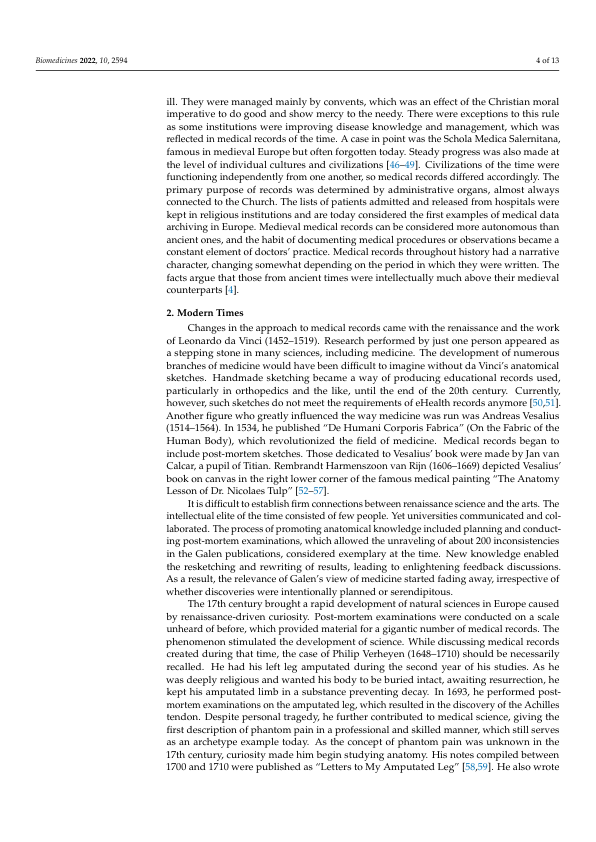 Biomedicines 2022, 10, 2594
4 of 13
ill. They were managed mainly by convents, which was an effect of the Christian moral
imperative to do good and show mercy to the needy. There were exceptions to this rule
as some institutions were improving disease knowledge and management, which was
reflected in medical records of the time. A case in point was the Schola Medica Salernitana,
famous in medieval Europe but often forgotten today. Steady progress was also made at
the level of individual cultures and civilizations [46–49]. Civilizations of the time were
functioning independently from one another, so medical records differed accordingly. The
primary purpose of records was determined by administrative organs, almost always
connected to the Church. The lists of patients admitted and released from hospitals were
kept in religious institutions and are today considered the first examples of medical data
archiving in Europe. Medieval medical records can be considered more autonomous than
ancient ones, and the habit of documenting medical procedures or observations became a
constant element of doctors’ practice. Medical records throughout history had a narrative
character, changing somewhat depending on the period in which they were written. The
facts argue that those from ancient times were intellectually much above their medieval
counterparts [4].
2. Modern Times
Changes in the approach to medical records came with the renaissance and the work
of Leonardo da Vinci (1452–1519). Research performed by just one person appeared as
a stepping stone in many sciences, including medicine. The development of numerous
branches of medicine would have been difficult to imagine without da Vinci’s anatomical
sketches. Handmade sketching became a way of producing educational records used,
particularly in orthopedics and the like, until the end of the 20th century. Currently,
however, such sketches do not meet the requirements of eHealth records anymore [50,51].
Another figure who greatly influenced the way medicine was run was Andreas Vesalius
(1514–1564). In 1534, he published “De Humani Corporis Fabrica” (On the Fabric of the
Human Body), which revolutionized the field of medicine. Medical records began to
include post-mortem sketches. Those dedicated to Vesalius’ book were made by Jan van
Calcar, a pupil of Titian. Rembrandt Harmenszoon van Rijn (1606–1669) depicted Vesalius’
book on canvas in the right lower corner of the famous medical painting “The Anatomy
Lesson of Dr. Nicolaes Tulp” [52–57].
It is difficult to establish firm connections between renaissance science and the arts. The
intellectual elite of the time consisted of few people. Yet universities communicated and col-
laborated. The process of promoting anatomical knowledge included planning and conduct-
ing post-mortem examinations, which allowed the unraveling of about 200 inconsistencies
in the Galen publications, considered exemplary at the time. New knowledge enabled
the resketching and rewriting of results, leading to enlightening feedback discussions.
As a result, the relevance of Galen’s view of medicine started fading away, irrespective of
whether discoveries were intentionally planned or serendipitous.
The 17th century brought a rapid development of natural sciences in Europe caused
by renaissance-driven curiosity. Post-mortem examinations were conducted on a scale
unheard of before, which provided material for a gigantic number of medical records. The
phenomenon stimulated the development of science. While discussing medical records
created during that time, the case of Philip Verheyen (1648–1710) should be necessarily
recalled. He had his left leg amputated during the second year of his studies. As he
was deeply religious and wanted his body to be buried intact, awaiting resurrection, he
kept his amputated limb in a substance preventing decay. In 1693, he performed post-
mortem examinations on the amputated leg, which resulted in the discovery of the Achilles
tendon. Despite personal tragedy, he further contributed to medical science, giving the
first description of phantom pain in a professional and skilled manner, which still serves
as an archetype example today. As the concept of phantom pain was unknown in the
17th century, curiosity made him begin studying anatomy. His notes compiled between
1700 and 1710 were published as “Letters to My Amputated Leg” [58,59]. He also wrote